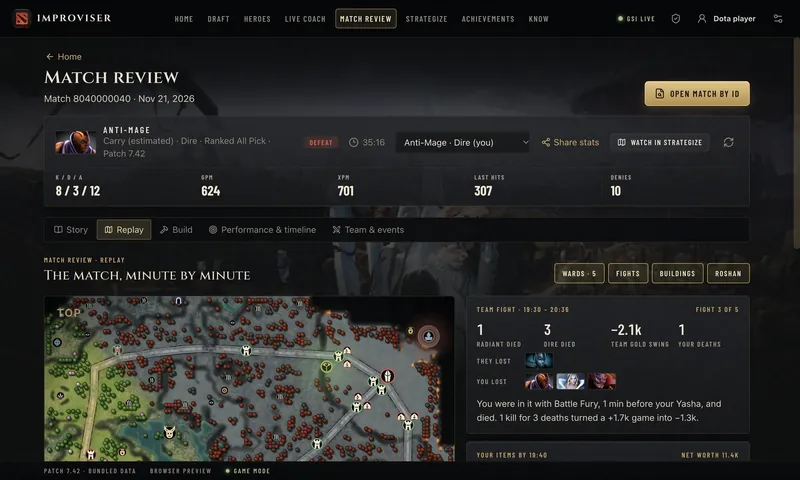 IMPROVISER
HOME DRAFT HEROES LIVE COACH MATCH REVIEW STRATEGIZE ACHIEVEMENTS KNOW
GSI LIVE
Dota player
← Home
MATCH REVIEW
Match 8040000040 · Nov 21, 2026
OPEN MATCH BY ID
ANTI-MAGE
Carry (estimated) · Dire · Ranked All Pick ·
Patch 7.42
DEFEAT
35:16
Anti-Mage · Dire (you)
Share stats
WATCH IN STRATEGIZE
K / D / A
8 / 3 / 12
GPM
624
XPM
701
LAST HITS
307
DENIES
10
Story
Replay
Build
Performance & timeline
Team & events
MATCH REVIEW · REPLAY
THE MATCH, MINUTE BY MINUTE
WARDS · 5
FIGHTS
BUILDINGS
ROSHAN
TOP
TEAM FIGHT · 19:30 – 20:36
FIGHT 3 OF 5
1
RADIANT DIED
3
DIRE DIED
−2.1k
TEAM GOLD SWING
1
YOUR DEATHS
THEY LOST
YOU LOST
You were in it with Battle Fury, 1 min before your Yasha, and
died. 1 kill for 3 deaths turned a +1.7k game into −1.3k.
YOUR ITEMS BY 19:40
NET WORTH 11.4K
PATCH 7.42 · BUNDLED DATA
BROWSER PREVIEW
GAME MODE